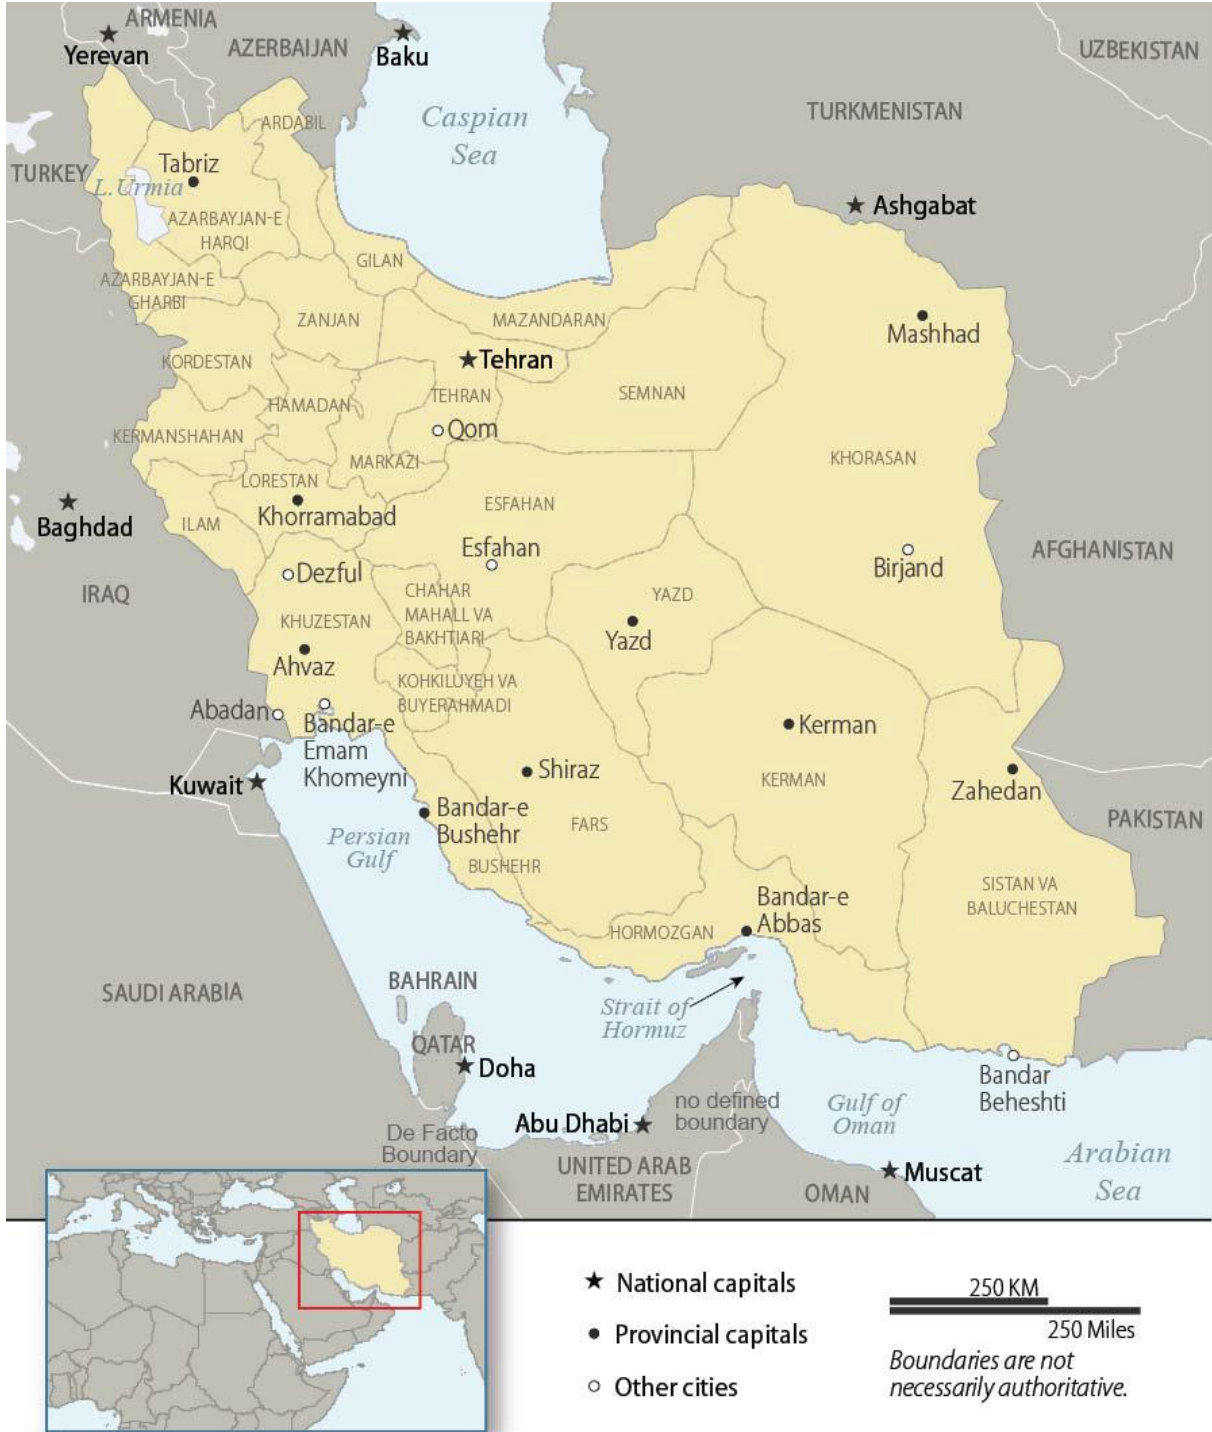 ARMENIA
Yerevan
AZERBAIJAN
Baku
UZBEKISTAN
Caspian
Sea
TURKMENISTAN
ARDABIL
TURKEY
Tabriz
L.Urmia
AZARBAYJAN-E
HARQI
Ashgabat
GILAN
AZARBAYJAN-E
GHARBI
ZANJAN
MAZANDARAN
Mashhad
KORDESTAN
Tehran
TEHRAN
SEMNAN
HAMADAN
Qom
KERMANSHAHAN
MARKAZI
KHORASAN
LORESTAN
Khorramabad
Baghdad
ILAM
ESFAHAN
Esfahan
AFGHANISTAN
Birjand
IRAQ
Dezful
CHAHAR
MAHALL VA
BAKHTIARI
YAZD
Yazd
KHUZESTAN
Ahvaz
KOHKILUYEH VA
BUYERAHMADI
Abadan
Bandar-e
Emam
Khomeyni
Kerman
KERMAN
Kuwait
Shiraz
Zahedan
Bandar-e
Bushehr
FARS
PAKISTAN
Persian
Gulf
BUSHEHR
SISTAN VA
BALUCHESTAN
Bandar-e
Abbas
HORMOZGAN
SAUDI ARABIA
BAHRAIN
Strait of
Hormuz
QATAR
Doha
Bandar
Beheshti
Abu Dhabi
no defined
boundary
Gulf of
Oman
De Facto
Boundary
UNITED ARAB
EMIRATES
OMAN
Muscat
Arabian
Sea
National capitals
Provincial capitals
Other cities
250 KM
250 Miles
Boundaries are not
necessarily authoritative.